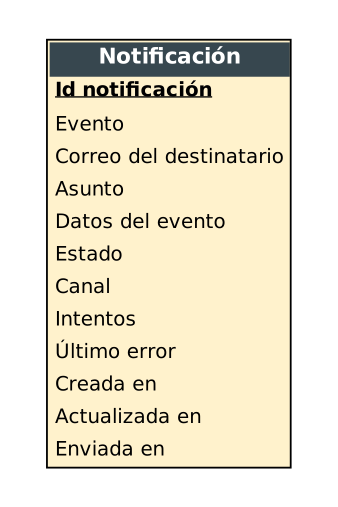 Notificación
Id notificación
Evento
Correo del destinatario
Asunto
Datos del evento
Estado
Canal
Intentos
Último error
Creada en
Actualizada en
Enviada en